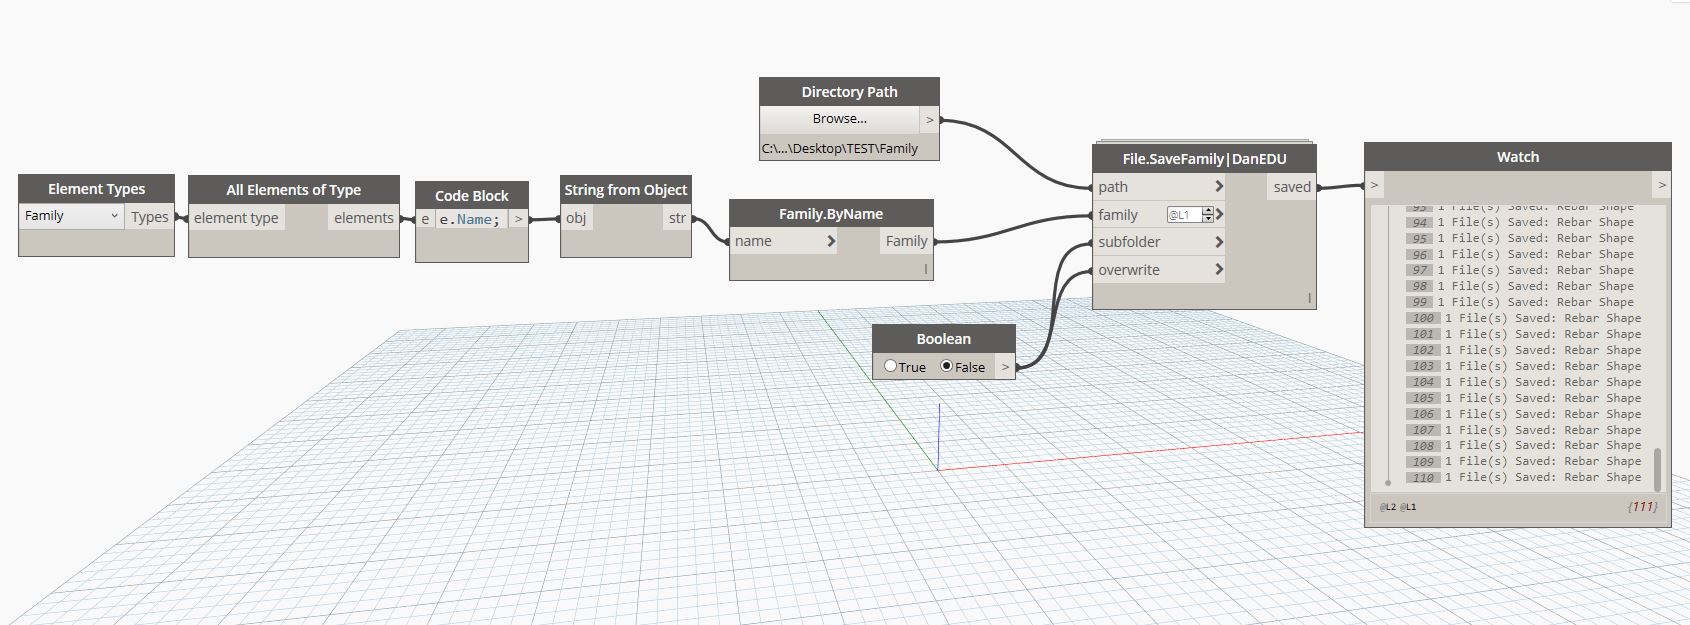 Directory Path
Browse...
>
C:\...\Desktop\TEST\Family
File.SaveFamily|DanEDU
path
saved
family
@L1
subfolder
overwrite
Watch
>
>
93 1 File(s) Saved: Rebar Shape
94 1 File(s) Saved: Rebar Shape
95 1 File(s) Saved: Rebar Shape
96 1 File(s) Saved: Rebar Shape
97 1 File(s) Saved: Rebar Shape
98 1 File(s) Saved: Rebar Shape
99 1 File(s) Saved: Rebar Shape
100 1 File(s) Saved: Rebar Shape
101 1 File(s) Saved: Rebar Shape
102 1 File(s) Saved: Rebar Shape
103 1 File(s) Saved: Rebar Shape
104 1 File(s) Saved: Rebar Shape
105 1 File(s) Saved: Rebar Shape
106 1 File(s) Saved: Rebar Shape
107 1 File(s) Saved: Rebar Shape
108 1 File(s) Saved: Rebar Shape
109 1 File(s) Saved: Rebar Shape
110 1 File(s) Saved: Rebar Shape
@L2 @L1
{111}
Element Types
Family
Types
All Elements of Type
element type
elements
Code Block
e
e.Name;
>
String from Object
obj
str
Family.ByName
name
Family
|
|
Boolean
True
False
>